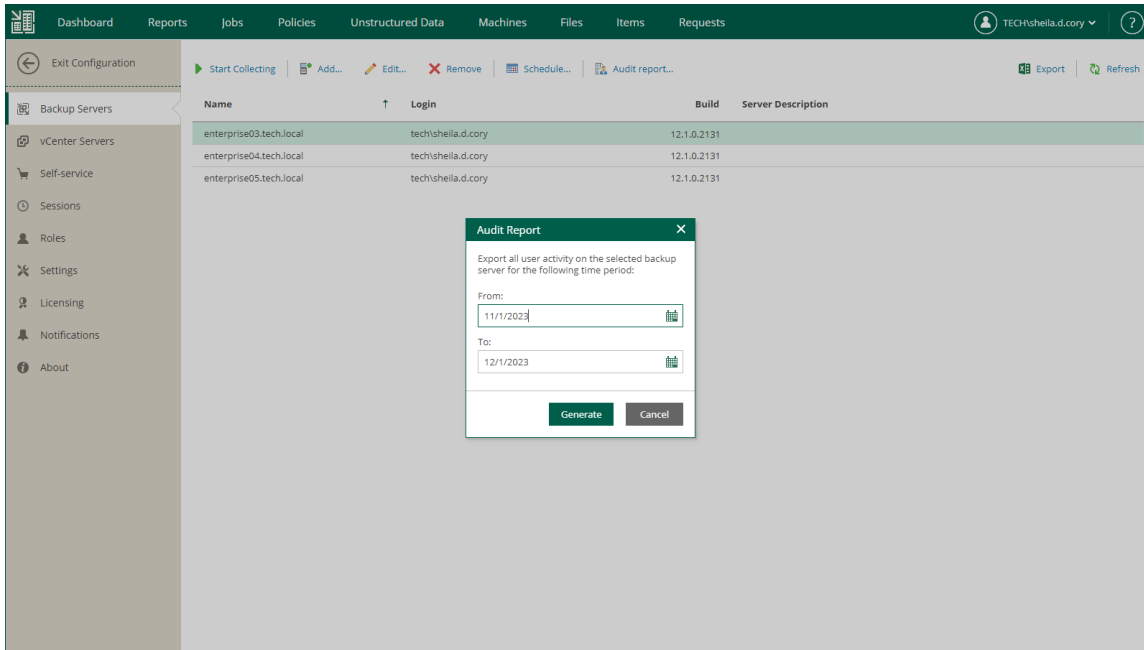 Dashboard Reports Jobs Policies Unstructured Data Machines Files Items Requests TECH\sheila.d.cory ?
Exit Configuration
Start Collecting Add... Edit... Remove Schedule... Audit report... Export Refresh
Backup Servers
vCenter Servers
Self-service
Sessions
Roles
Settings
Licensing
Notifications
About
Name ↑ Login Build Server Description
enterprise03.tech.local tech\sheila.d.cory 12.1.0.2131
enterprise04.tech.local tech\sheila.d.cory 12.1.0.2131
enterprise05.tech.local tech\sheila.d.cory 12.1.0.2131
Audit Report
Export all user activity on the selected backup
server for the following time period:
From:
11/1/2023
To:
12/1/2023
Generate Cancel